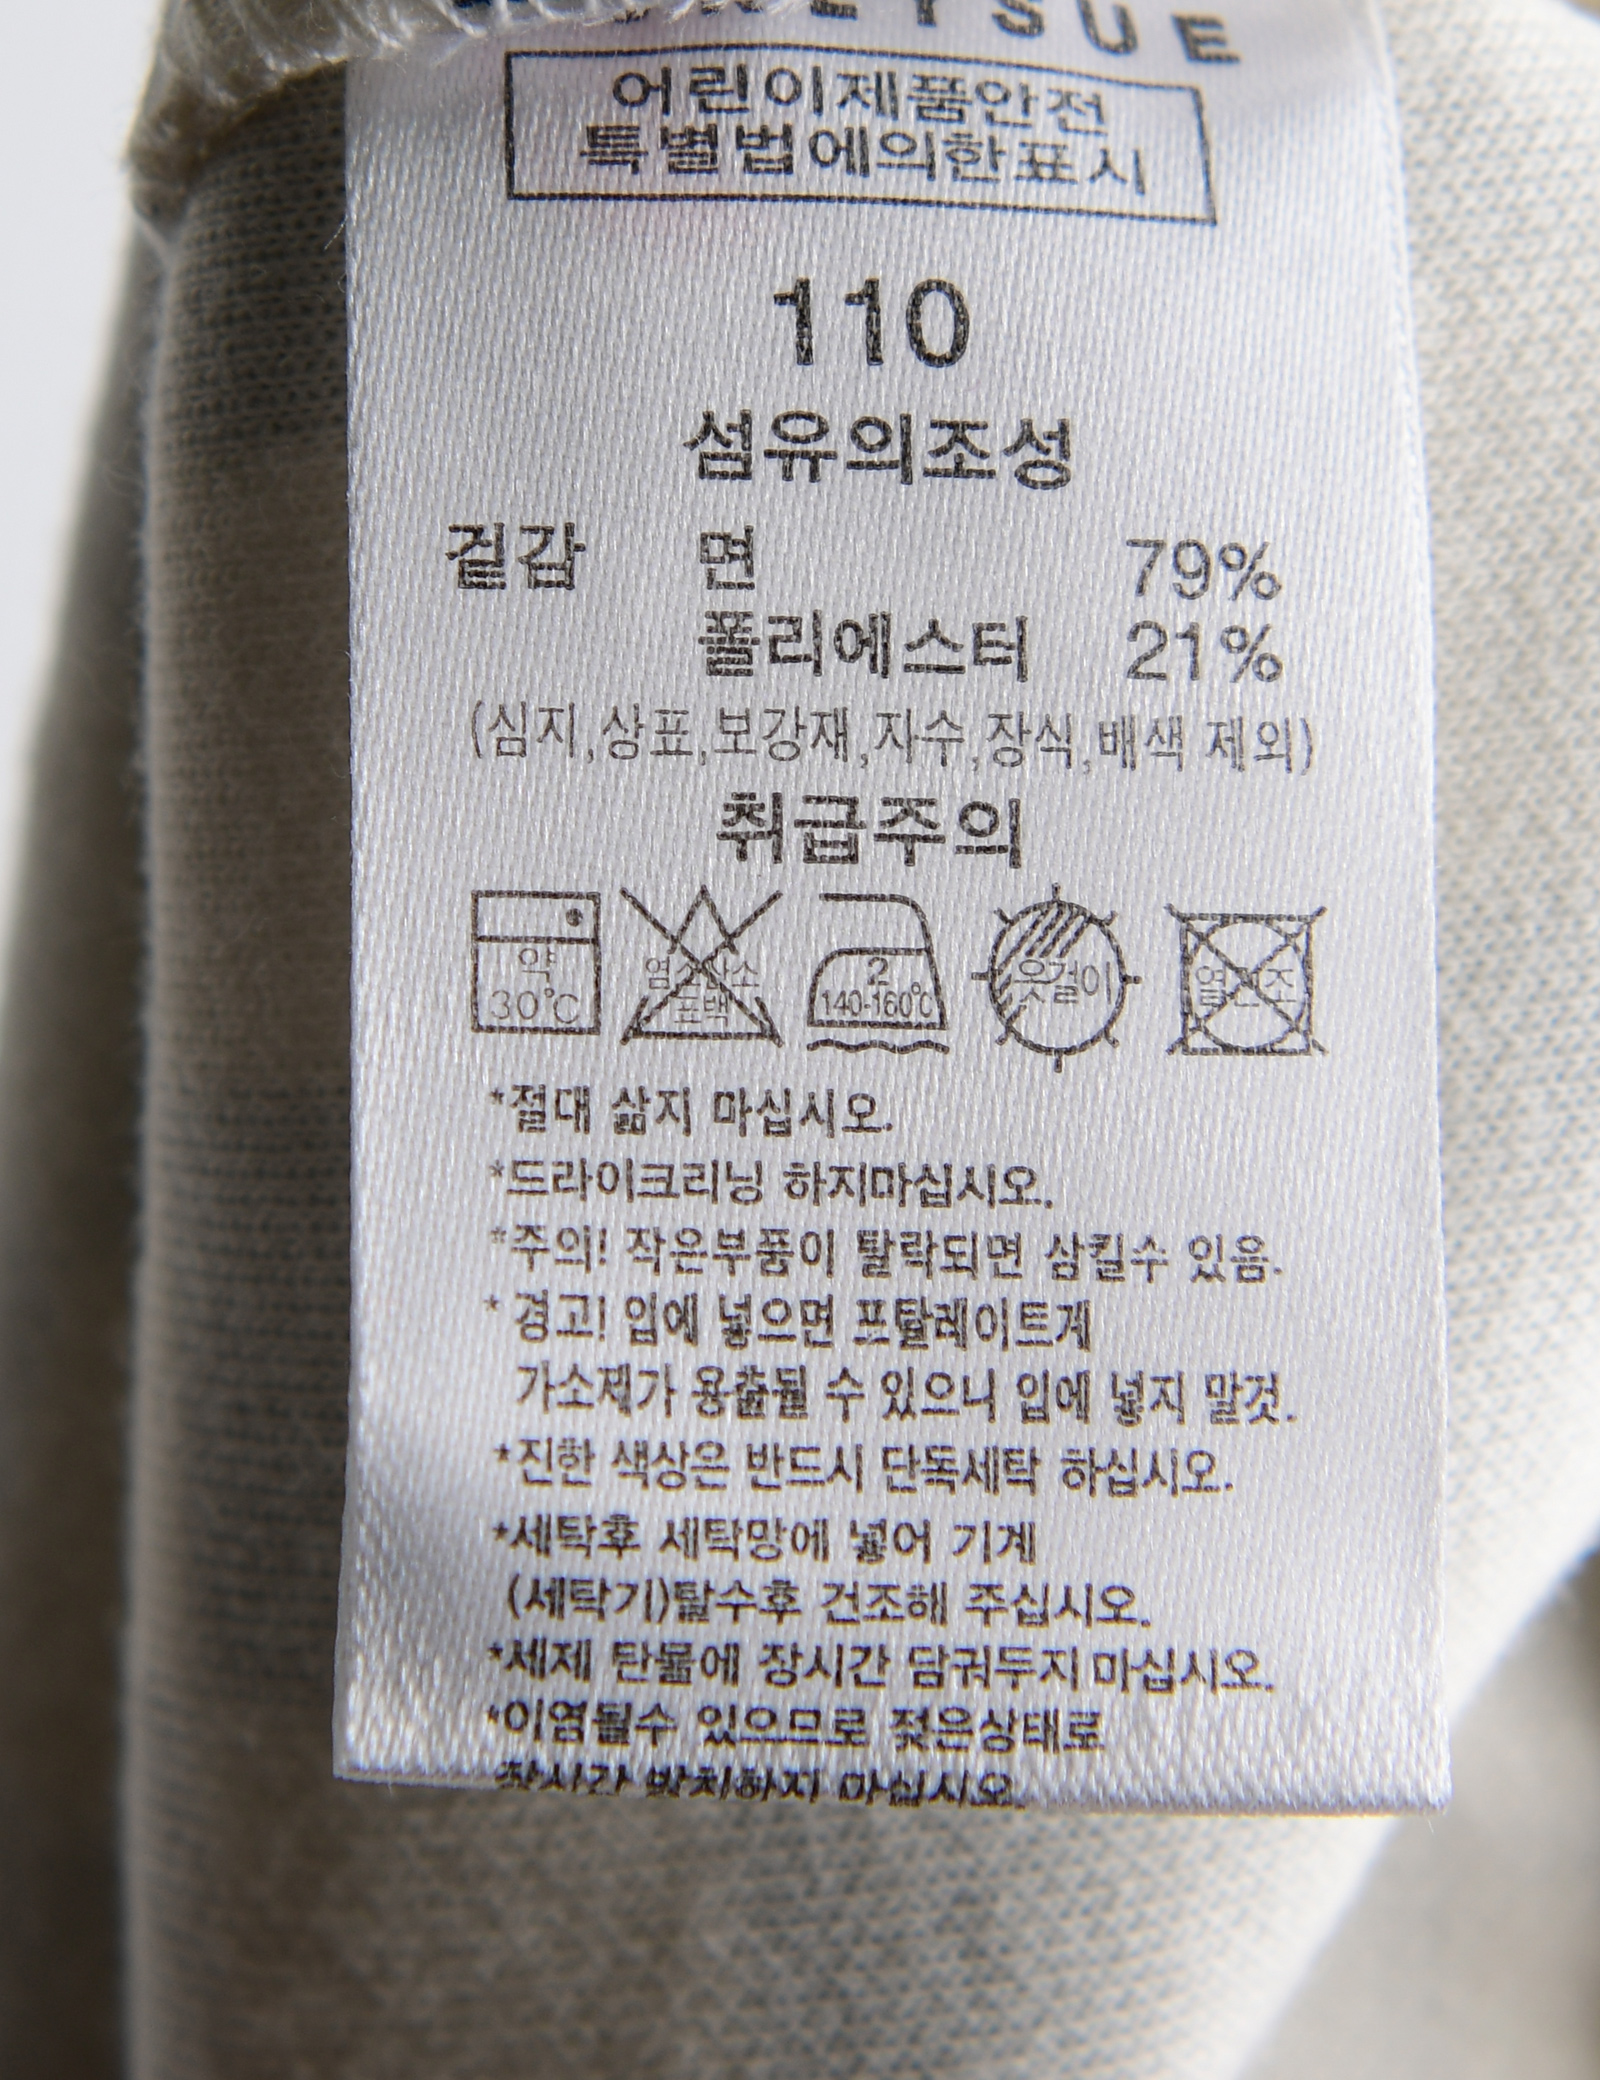 EYSUE
어린이제품안전
특별법에의한표시
110
섬유의조성
겉감 면 79%
폴리에스터 21%
(심지,상표,보강재,자수,장식,배색 제외)
취급주의
약
30℃
염소산소
표백
2
140-160℃
옷걸이
열건조
*절대 삶지 마십시오.
*드라이크리닝 하지마십시오.
*주의! 작은부품이 탈락되면 삼킬수 있음.
* 경고! 입에 넣으면 프탈레이트계
가소제가 용출될 수 있으니 입에 넣지 말것.
*진한 색상은 반드시 단독세탁 하십시오.
*세탁후 세탁망에 넣어 기계
(세탁기)탈수후 건조해 주십시오.
*세제 탄물에 장시간 담궈두지 마십시오.
*이염될수 있으므로 젖은상태로
장시간 방치하지 마십시오.